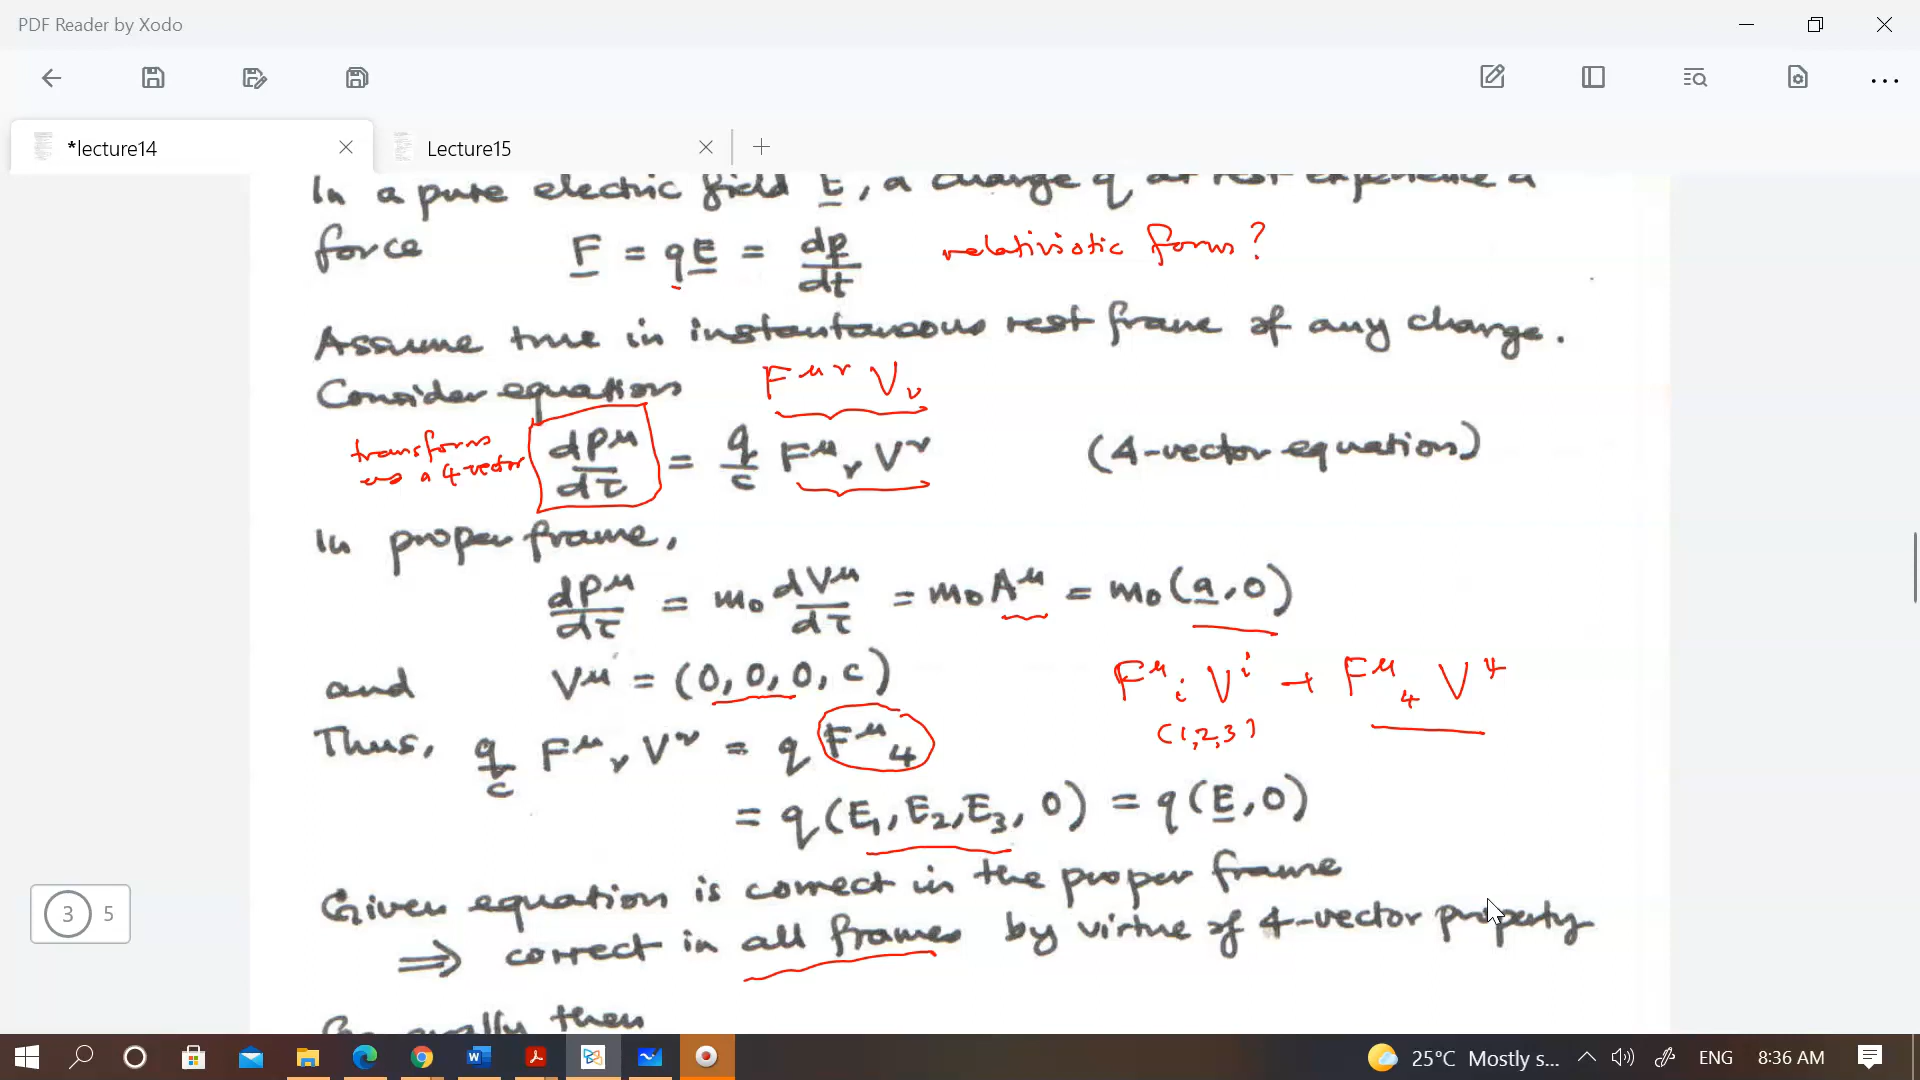 PDF Reader by Xodo
*lecture14
Lecture15
In a pure electric field E, a charge q at rest experience a
force F = qE = dp/dt relativistic form?
Assume true in instantaneous rest frame of any charge.
Consider equations F^μν V_ν
transforms as a 4-vector dP^μ/dτ = q/c F^μ_ν V^ν (4-vector equation)
In proper frame,
dP^μ/dτ = m₀ dV^μ/dτ = m₀A^μ = m₀(a, 0)
and V^μ = (0, 0, 0, c) F^μ_i V^i + F^μ_4 V^4
(1,2,3)
Thus, q/c F^μ_ν V^ν = q F^μ_4
= q(E₁, E₂, E₃, 0) = q(E, 0)
Given equation is correct in the proper frame
⇒ correct in all frames by virtue of 4-vector property
Generally then
3 5
25°C Mostly s... ENG 8:36 AM